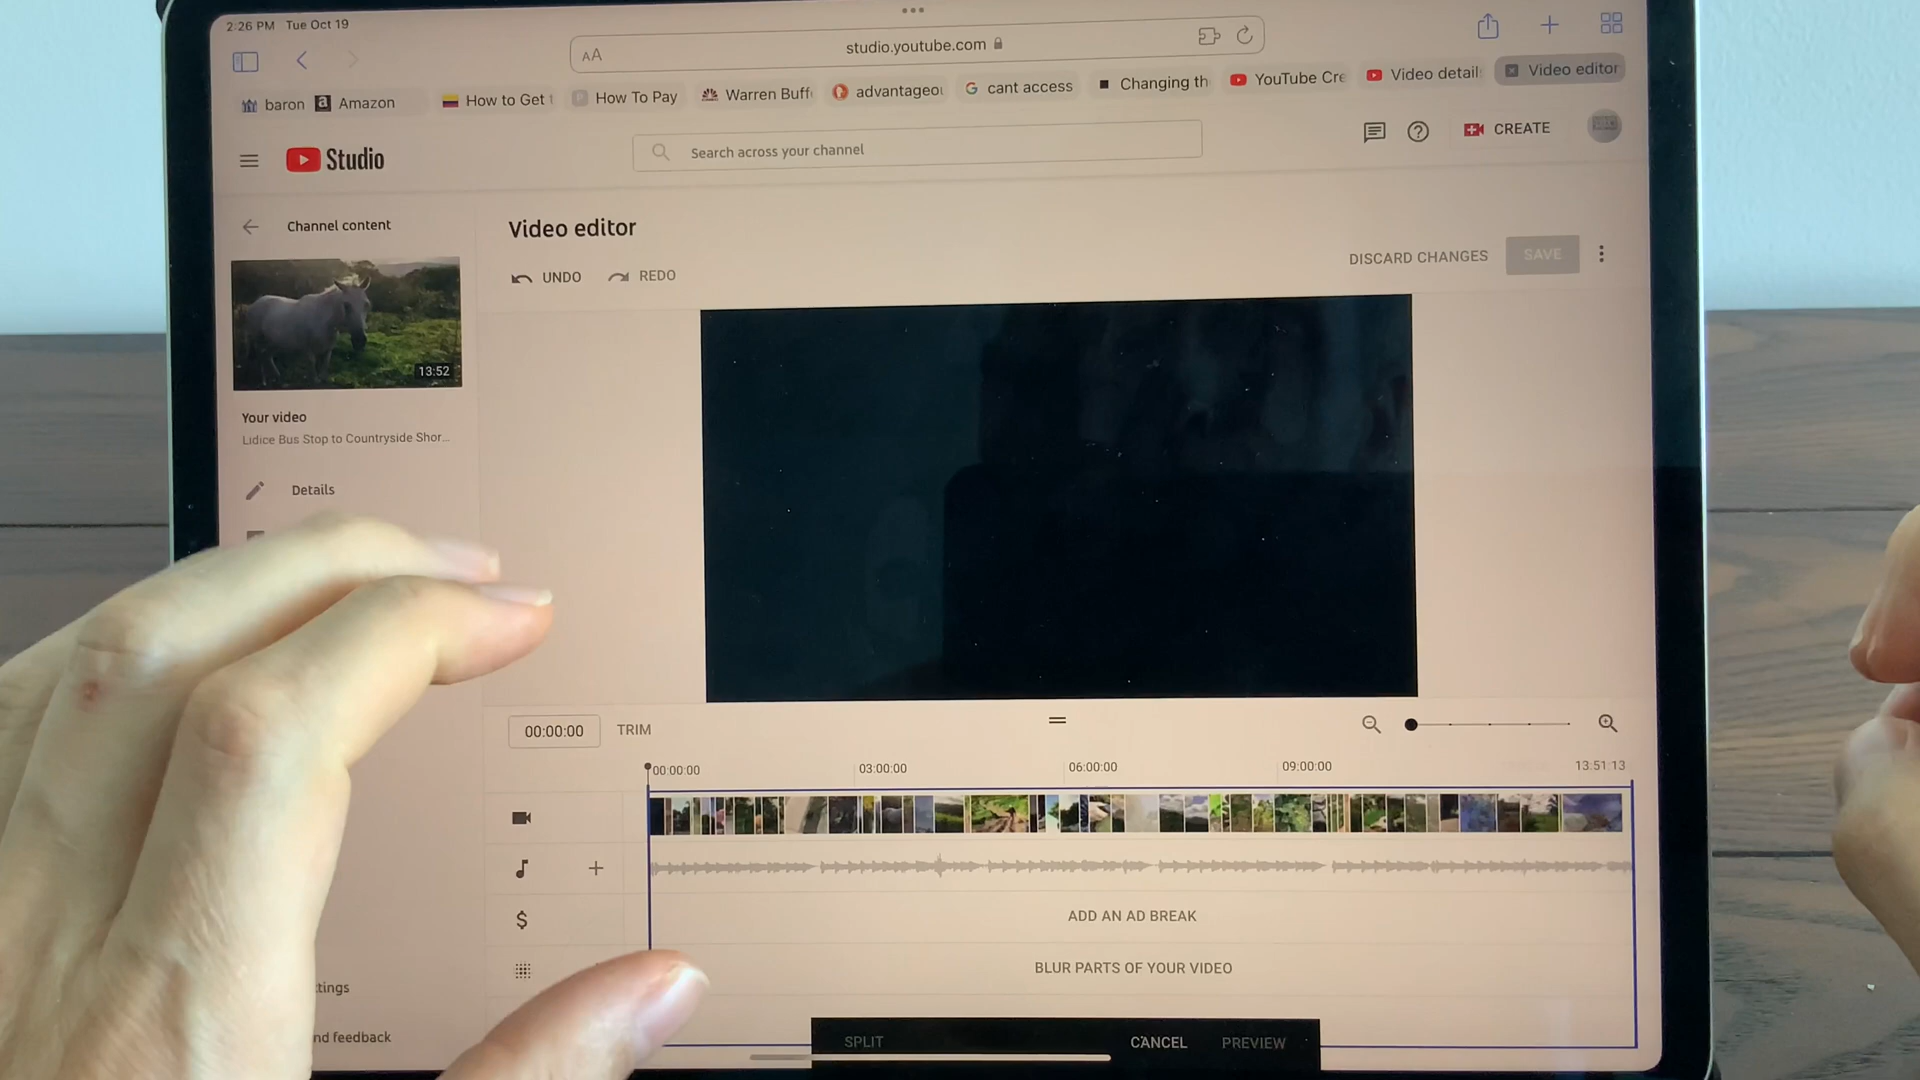 2:26 PM Tue Oct 19
AA studio.youtube.com
baron a Amazon How to Get t P How To Pay Warren Buff advantageou G cant access Changing th YouTube Cre Video detail Video editor
Studio Search across your channel ? CREATE
Channel content
Video editor
UNDO REDO DISCARD CHANGES SAVE
13:52
Your video
Lidice Bus Stop to Countryside Shor...
Details
00:00:00 TRIM
00:00:00 03:00:00 06:00:00 09:00:00 13:51:13
ADD AN AD BREAK
$
BLUR PARTS OF YOUR VIDEO
tings
nd feedback
SPLIT CANCEL PREVIEW